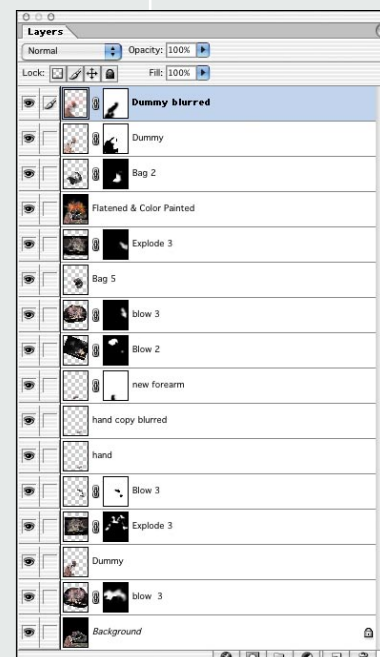 Layers
Normal Opacity: 100%
Lock: Fill: 100%
Dummy blurred
Dummy
Bag 2
Flatened & Color Painted
Explode 3
Bag 5
blow 3
Blow 2
new forearm
hand copy blurred
hand
Blow 3
Explode 3
Dummy
blow 3
Background